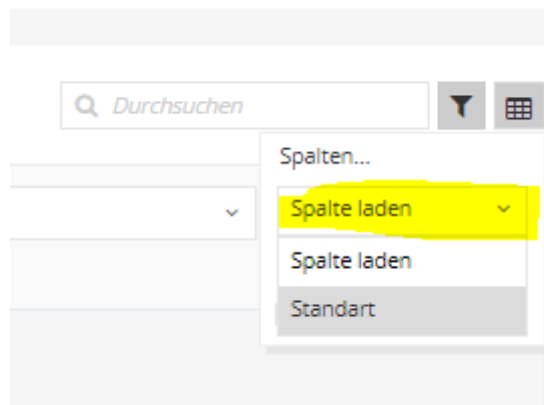 Durchsuchen
Spalten...
Spalte laden
Spalte laden
Standart